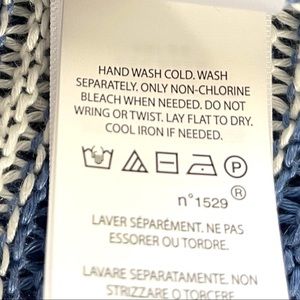 HAND WASH COLD. WASH
SEPARATELY. ONLY NON-CHLORINE
BLEACH WHEN NEEDED. DO NOT
WRING OR TWIST. LAY FLAT TO DRY.
COOL IRON IF NEEDED.
P
®
n°1529
LAVER SÉPARÉMENT. NE PAS
ESSORER OU TORDRE.
LAVARE SEPARATAMENTE. NON
STRIZZARE O TORCERE.